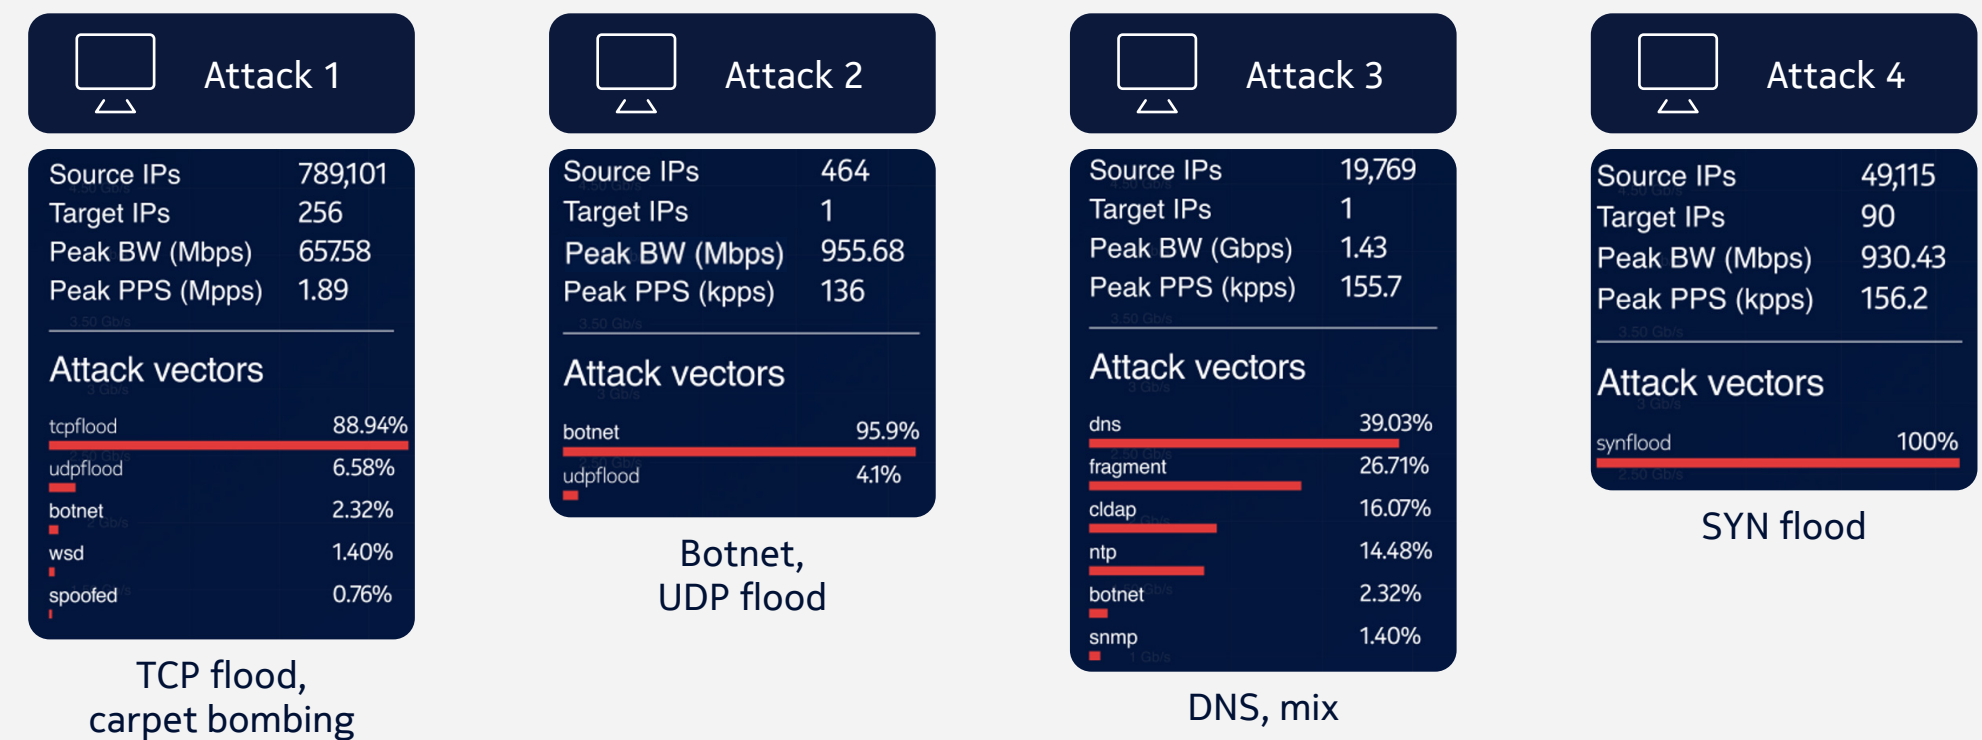 Attack 1
Source IPs 789,101
Target IPs 256
Peak BW (Mbps) 657.58
Peak PPS (Mpps) 1.89
Attack vectors
tcpflood 88.94%
udpflood 6.58%
botnet 2.32%
wsd 1.40%
spoofed 0.76%
TCP flood,
carpet bombing
Attack 2
Source IPs 464
Target IPs 1
Peak BW (Mbps) 955.68
Peak PPS (kpps) 136
Attack vectors
botnet 95.9%
udpflood 4.1%
Botnet,
UDP flood
Attack 3
Source IPs 19,769
Target IPs 1
Peak BW (Gbps) 1.43
Peak PPS (kpps) 155.7
Attack vectors
dns 39.03%
fragment 26.71%
cldap 16.07%
ntp 14.48%
botnet 2.32%
snmp 1.40%
DNS, mix
Attack 4
Source IPs 49,115
Target IPs 90
Peak BW (Mbps) 930.43
Peak PPS (kpps) 156.2
Attack vectors
synflood 100%
SYN flood